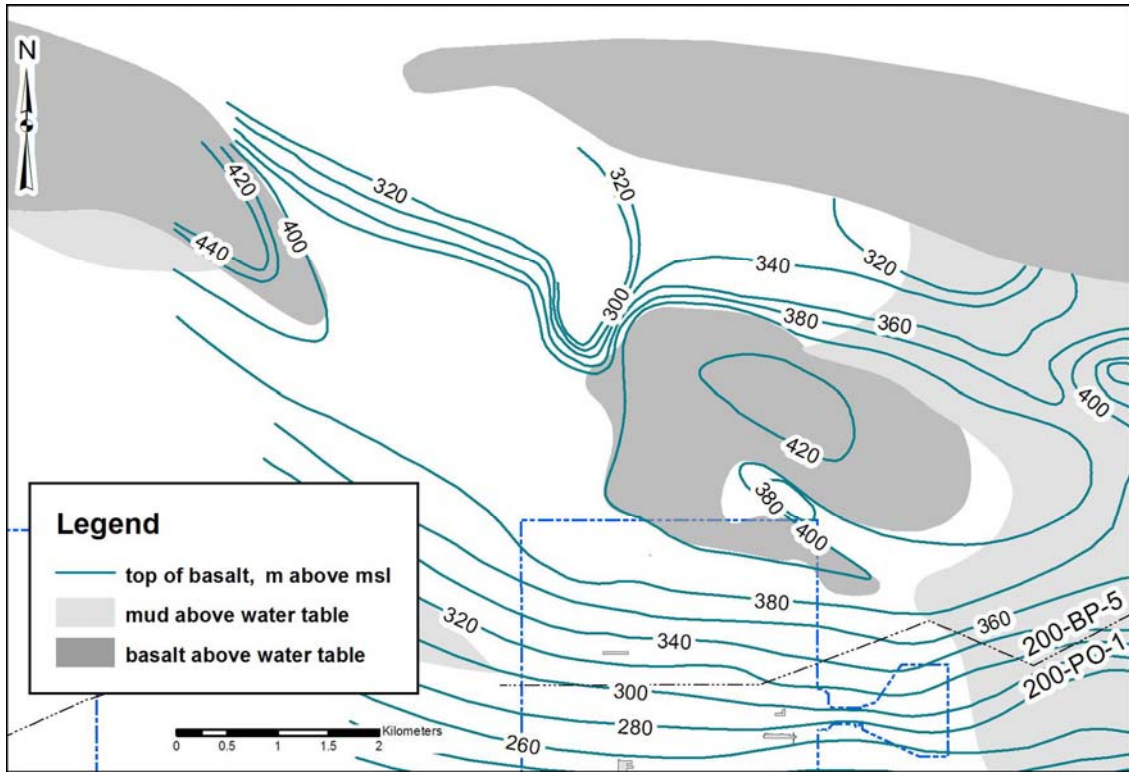 N
320
320
420
400
440
320
340
300
380
360
400
420
380
400
380
360
320
340
300
280
260
200-BP-5
200-PO-1
Legend
top of basalt, m above msl
mud above water table
basalt above water table
0 0.5 1 1.5 2 Kilometers